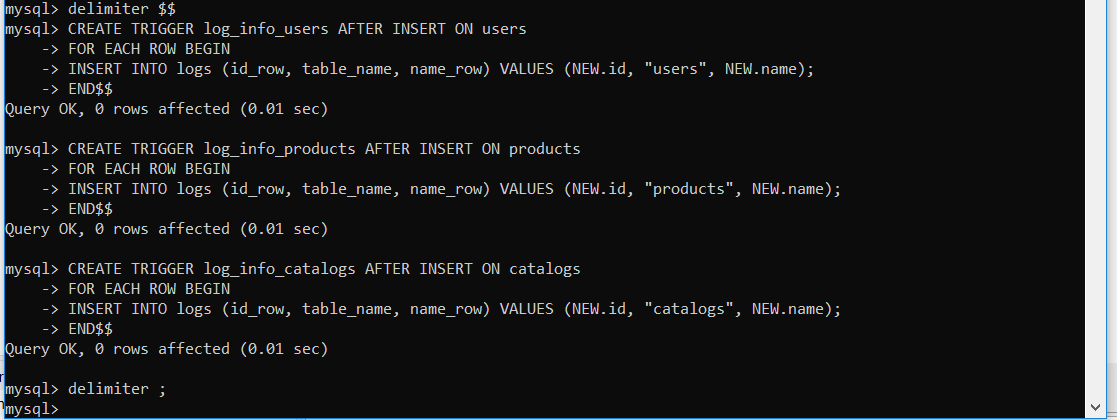 mysql> delimiter $$
mysql> CREATE TRIGGER log_info_users AFTER INSERT ON users
    -> FOR EACH ROW BEGIN
    -> INSERT INTO logs (id_row, table_name, name_row) VALUES (NEW.id, "users", NEW.name);
    -> END$$
Query OK, 0 rows affected (0.01 sec)

mysql> CREATE TRIGGER log_info_products AFTER INSERT ON products
    -> FOR EACH ROW BEGIN
    -> INSERT INTO logs (id_row, table_name, name_row) VALUES (NEW.id, "products", NEW.name);
    -> END$$
Query OK, 0 rows affected (0.01 sec)

mysql> CREATE TRIGGER log_info_catalogs AFTER INSERT ON catalogs
    -> FOR EACH ROW BEGIN
    -> INSERT INTO logs (id_row, table_name, name_row) VALUES (NEW.id, "catalogs", NEW.name);
    -> END$$
Query OK, 0 rows affected (0.01 sec)

mysql> delimiter ;
mysql>